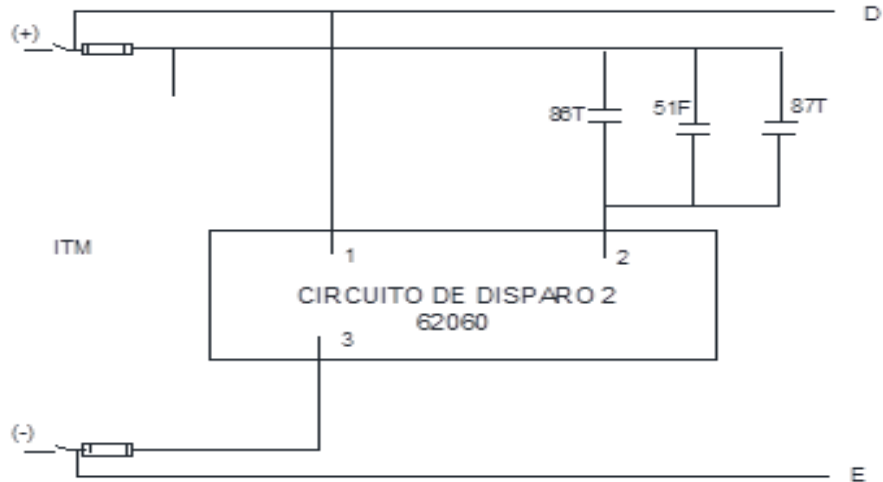 D
(+)
86T
51F
87T
ITM
1
2
CIRCUITO DE DISPARO 2
62060
3
(-)
E